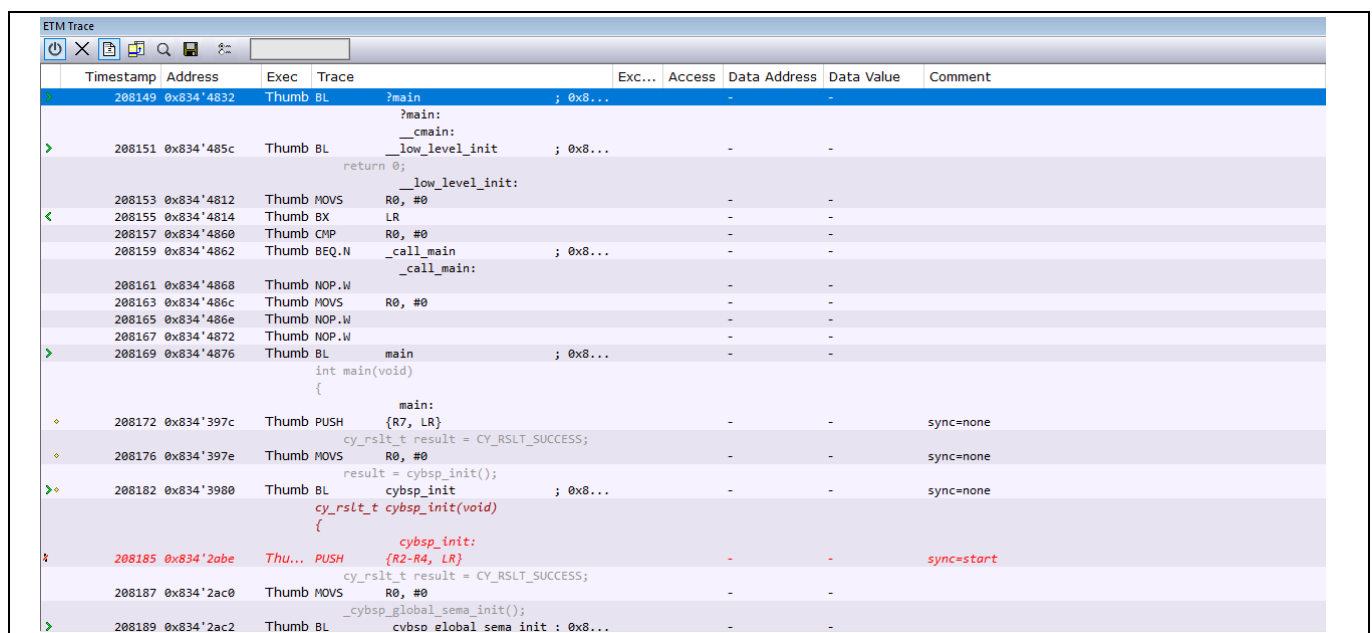 ETM Trace
Timestamp Address Exec Trace Exc... Access Data Address Data Value Comment
208149 0x834'4832 Thumb BL ?main ; 0x8... - -
?main:
__cmain:
208151 0x834'485c Thumb BL __low_level_init ; 0x8... - -
return 0;
__low_level_init:
208153 0x834'4812 Thumb MOVS R0, #0 - -
208155 0x834'4814 Thumb BX LR - -
208157 0x834'4860 Thumb CMP R0, #0 - -
208159 0x834'4862 Thumb BEQ.N _call_main ; 0x8... - -
_call_main:
208161 0x834'4868 Thumb NOP.W - -
208163 0x834'486c Thumb MOVS R0, #0 - -
208165 0x834'486e Thumb NOP.W - -
208167 0x834'4872 Thumb NOP.W - -
208169 0x834'4876 Thumb BL main ; 0x8... - -
int main(void)
{
main:
208172 0x834'397c Thumb PUSH {R7, LR} - - sync=none
cy_rslt_t result = CY_RSLT_SUCCESS;
208176 0x834'397e Thumb MOVS R0, #0 - - sync=none
result = cybsp_init();
208182 0x834'3980 Thumb BL cybsp_init ; 0x8... - - sync=none
cy_rslt_t cybsp_init(void)
{
cybsp_init:
208185 0x834'2abe Thu... PUSH {R2-R4, LR} - - sync=start
cy_rslt_t result = CY_RSLT_SUCCESS;
208187 0x834'2ac0 Thumb MOVS R0, #0 - -
_cybsp_global_sema_init();
208189 0x834'2ac2 Thumb BL _cybsp_global_sema_init ; 0x8... - -